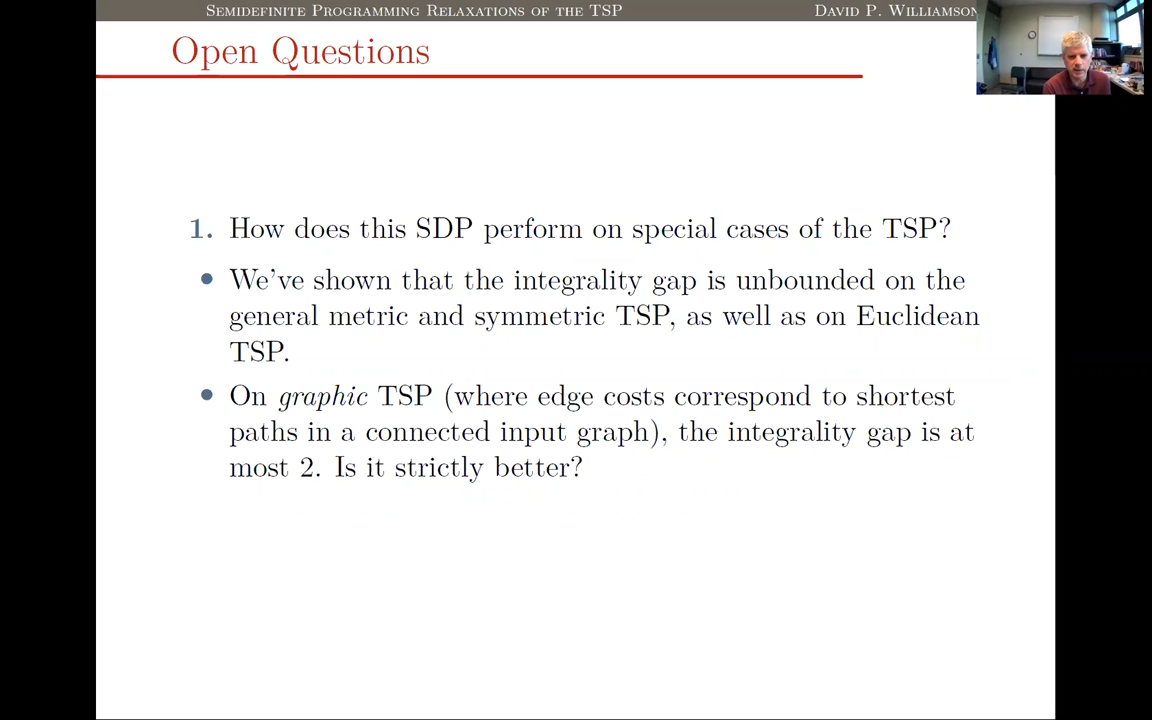 Semidefinite Programming Relaxations of the TSP David P. Williamson
Open Questions
1. How does this SDP perform on special cases of the TSP?
• We've shown that the integrality gap is unbounded on the
general metric and symmetric TSP, as well as on Euclidean
TSP.
• On graphic TSP (where edge costs correspond to shortest
paths in a connected input graph), the integrality gap is at
most 2. Is it strictly better?